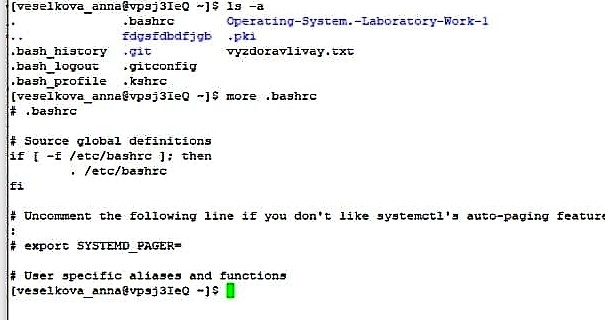 [veselkova_anna@vpsj3IeQ ~]$ ls -a
.              .bashrc       Operating-System.-Laboratory-Work-1
..             fdgsfdbdfjgb  .pki
.bash_history  .git          vyzdoravlivay.txt
.bash_logout   .gitconfig
.bash_profile  .kshrc
[veselkova_anna@vpsj3IeQ ~]$ more .bashrc
# .bashrc
# Source global definitions
if [ -f /etc/bashrc ]; then
        . /etc/bashrc
fi
# Uncomment the following line if you don't like systemctl's auto-paging feature
:
# export SYSTEMD_PAGER=
# User specific aliases and functions
[veselkova_anna@vpsj3IeQ ~]$